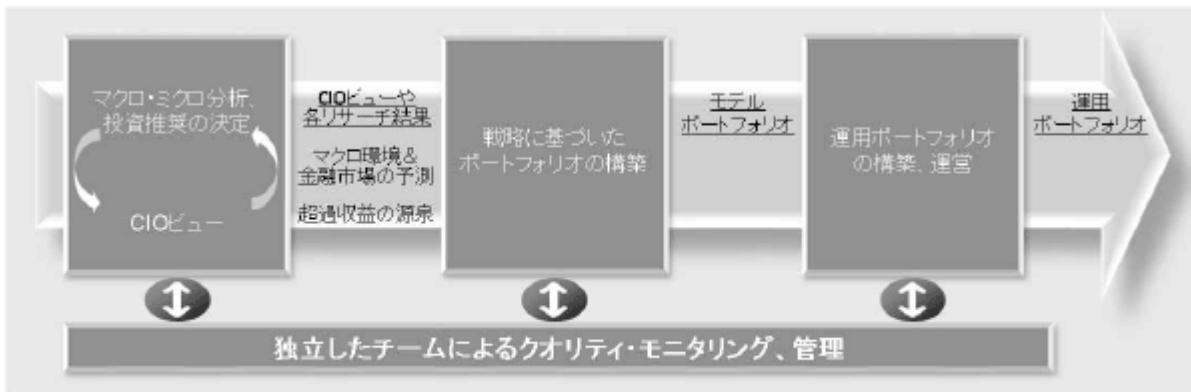 マクロ・ミクロ分析、
投資推奨の決定
CIOビュー
CIOビューや
各リサーチ結果
マクロ環境&
金融市場の予測
超過収益の源泉
戦略に基づいた
ポートフォリオの構築
モデル
ポートフォリオ
運用ポートフォリオ
の構築、運営
運用
ポートフォリオ
独立したチームによるクオリティ・モニタリング、管理